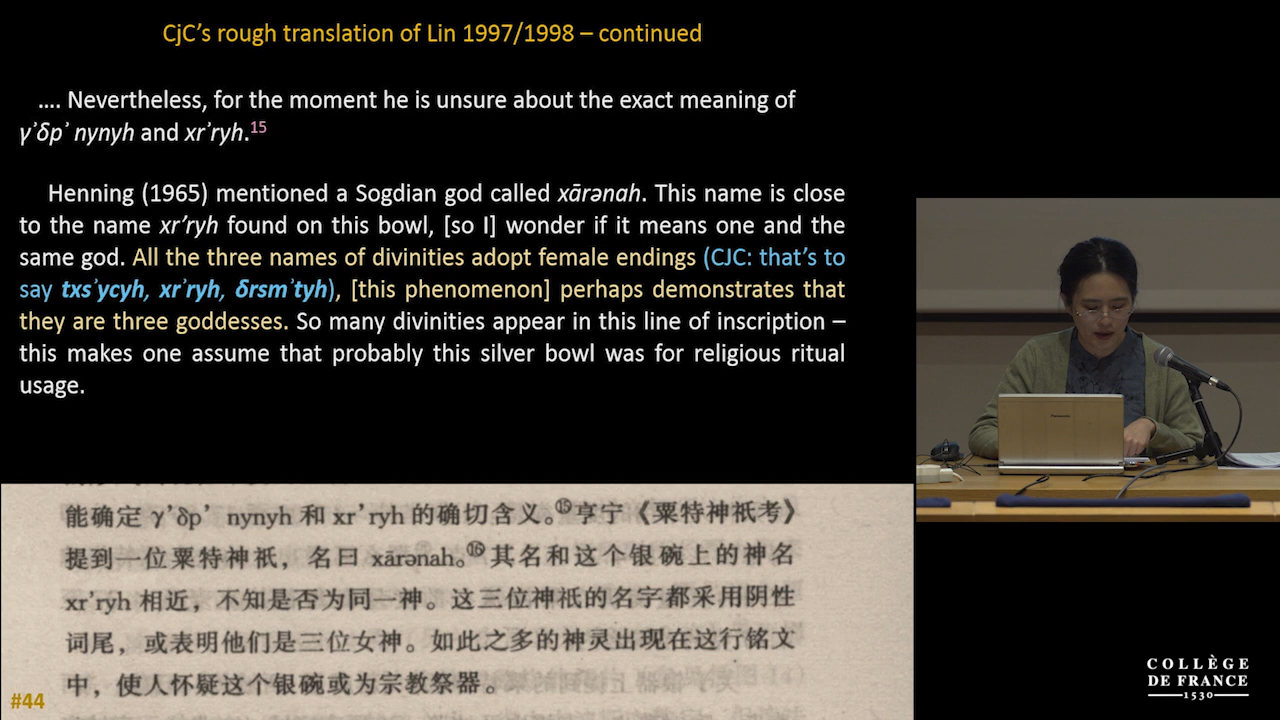 CjC's rough translation of Lin 1997/1998 – continued
.... Nevertheless, for the moment he is unsure about the exact meaning of
γ'δp' nynyh and xr'ryh.15
Henning (1965) mentioned a Sogdian god called xārənah. This name is close
to the name xr'ryh found on this bowl, [so I] wonder if it means one and the
same god. All the three names of divinities adopt female endings (CJC: that's to
say txs'ycyh, xr'ryh, δrsm'tyh), [this phenomenon] perhaps demonstrates that
they are three goddesses. So many divinities appear in this line of inscription –
this makes one assume that probably this silver bowl was for religious ritual
usage.
能确定 γ'δp' nynyh 和 xr'ryh 的确切含义。⑮亨宁《粟特神祇考》
提到一位粟特神祇，名曰 xārənah。⑯其名和这个银碗上的神名
xr'ryh 相近，不知是否为同一神。这三位神祇的名字都采用阴性
词尾，或表明他们是三位女神。如此之多的神灵出现在这行铭文
中，使人怀疑这个银碗或为宗教祭器。
#44
COLLÈGE
DE FRANCE
1530